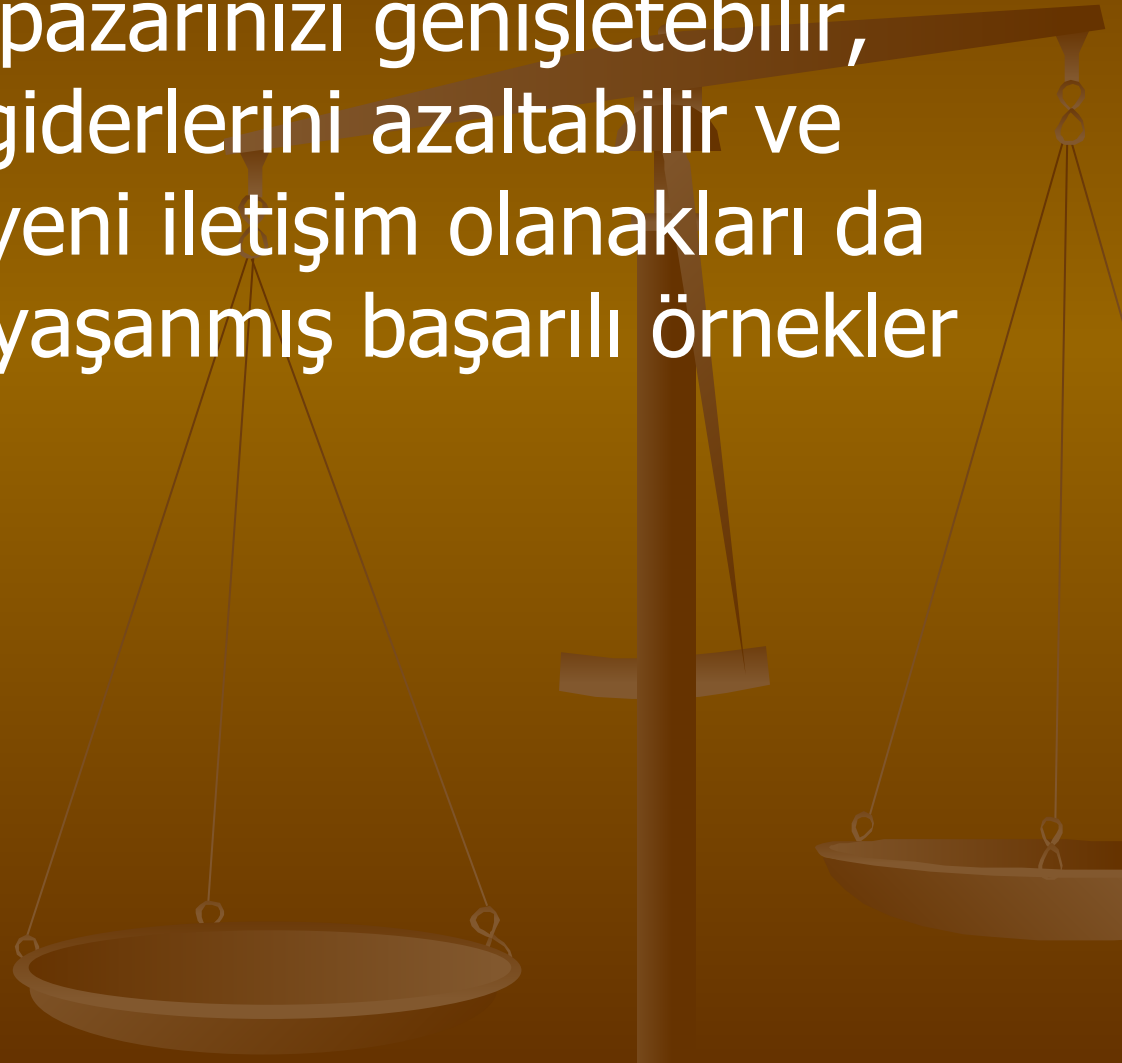 pazarınızı genişletebilir,
giderlerini azaltabilir ve
yeni iletişim olanakları da
yaşanmış başarılı örnekler